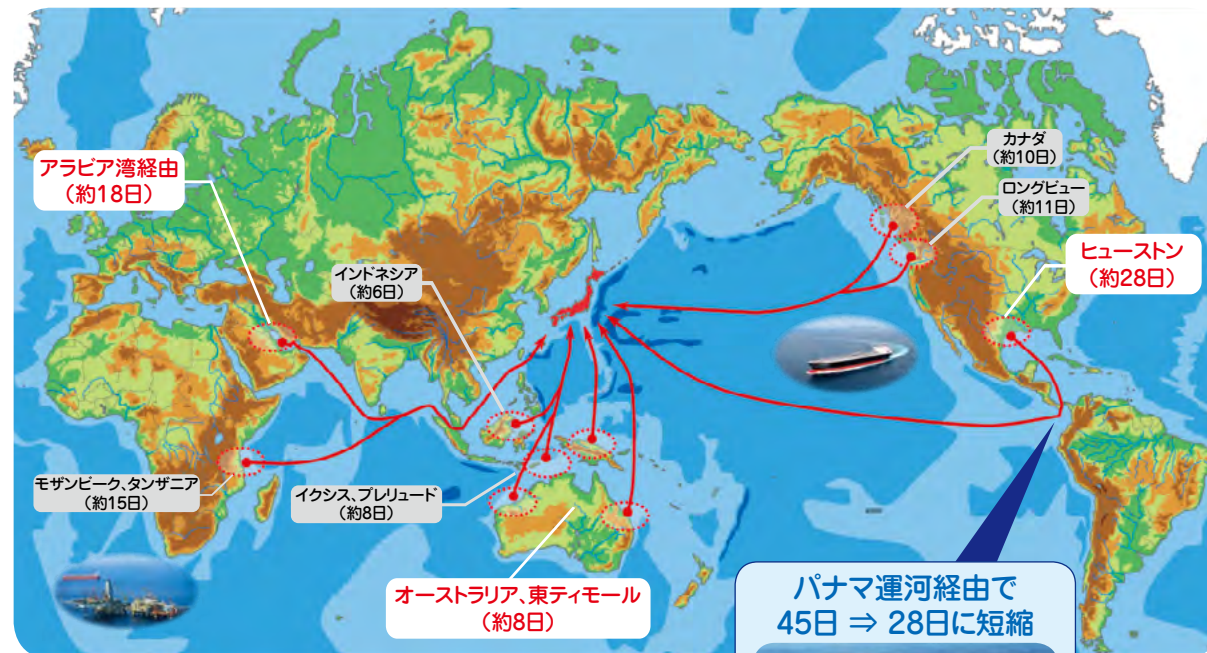 アラビア湾経由
（約18日）
カナダ
（約10日）
ロングビュー
（約11日）
ヒューストン
（約28日）
インドネシア
（約6日）
モザンビーク、タンザニア
（約15日）
イクシス、プレリュード
（約8日）
オーストラリア、東ティモール
（約8日）
パナマ運河経由で
45日 ⇒ 28日に短縮